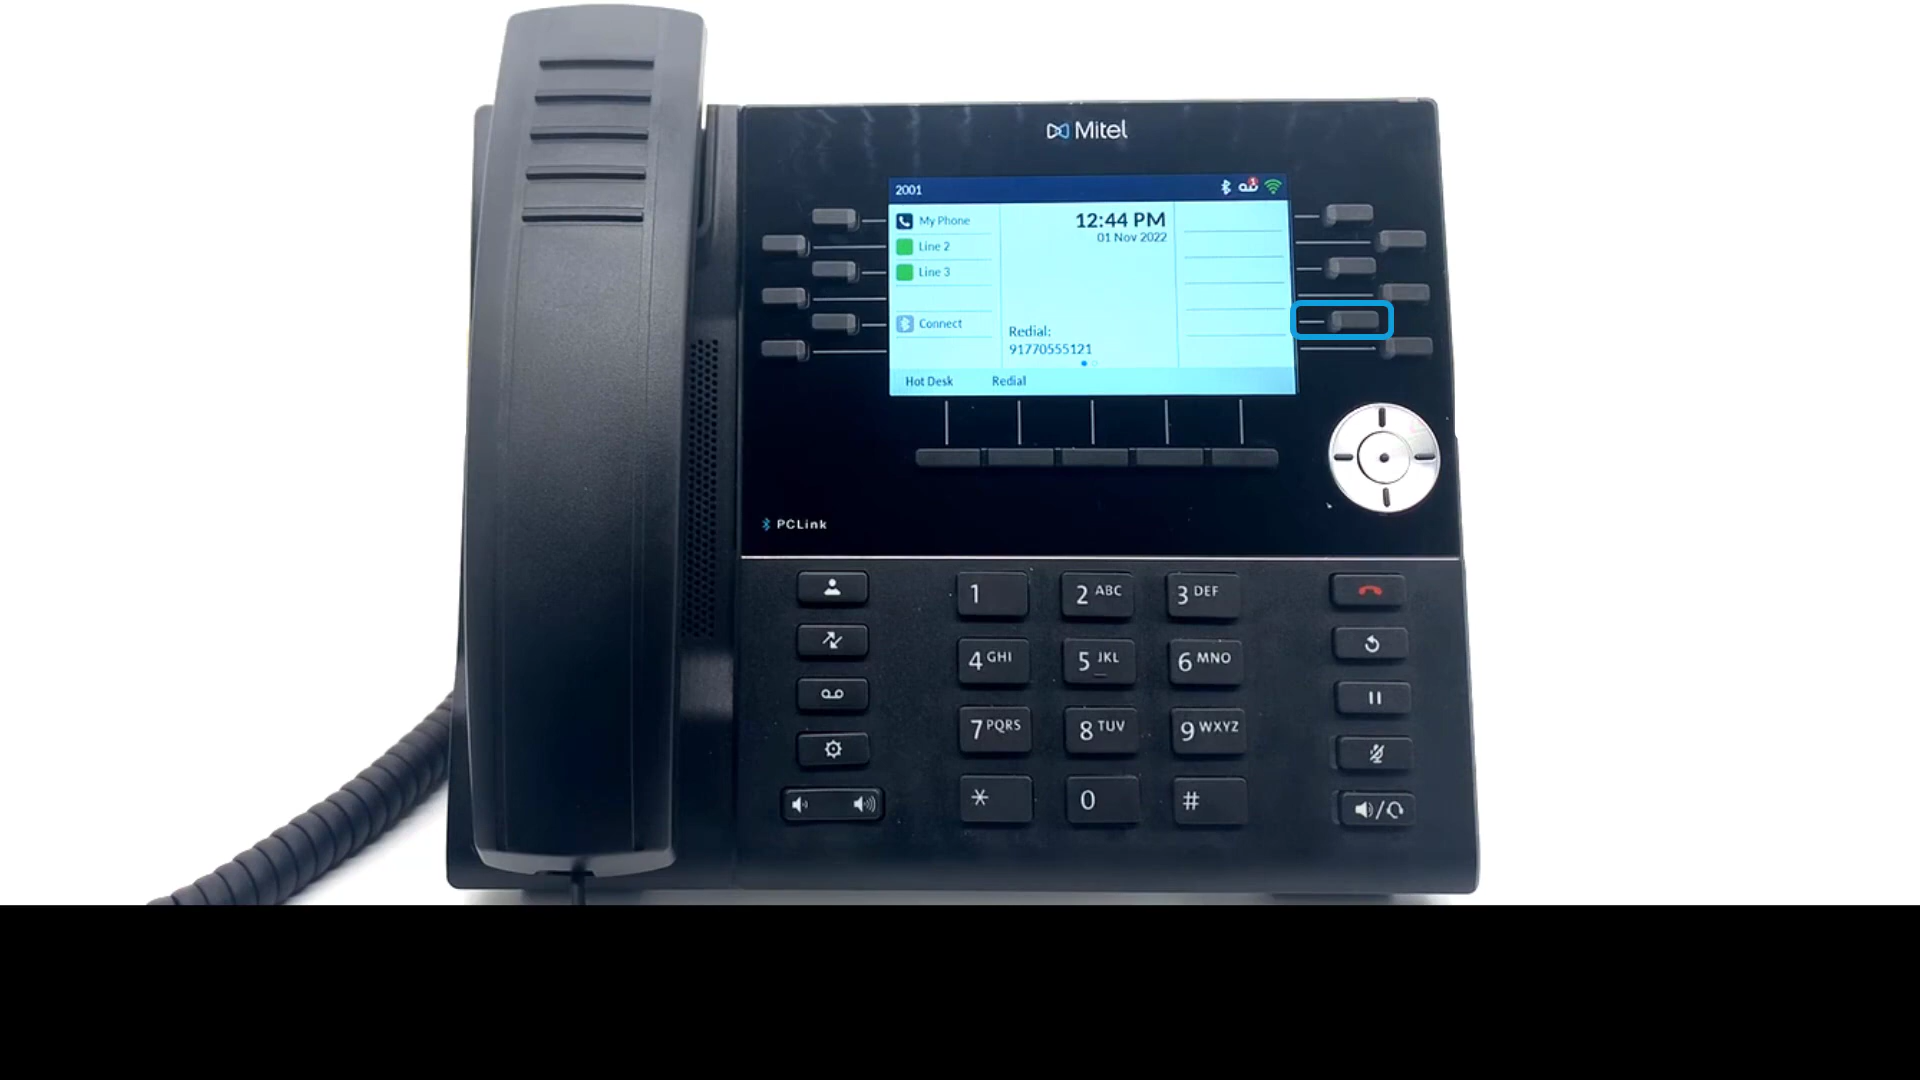 Mitel
2001
1
My Phone
12:44 PM
01 Nov 2022
Line 2
Line 3
Connect
Redial:
91770555121
Hot Desk Redial
PCLink
1 2 ABC 3 DEF
4 GHI 5 JKL 6 MNO
7 PQRS 8 TUV 9 WXYZ
* 0 #